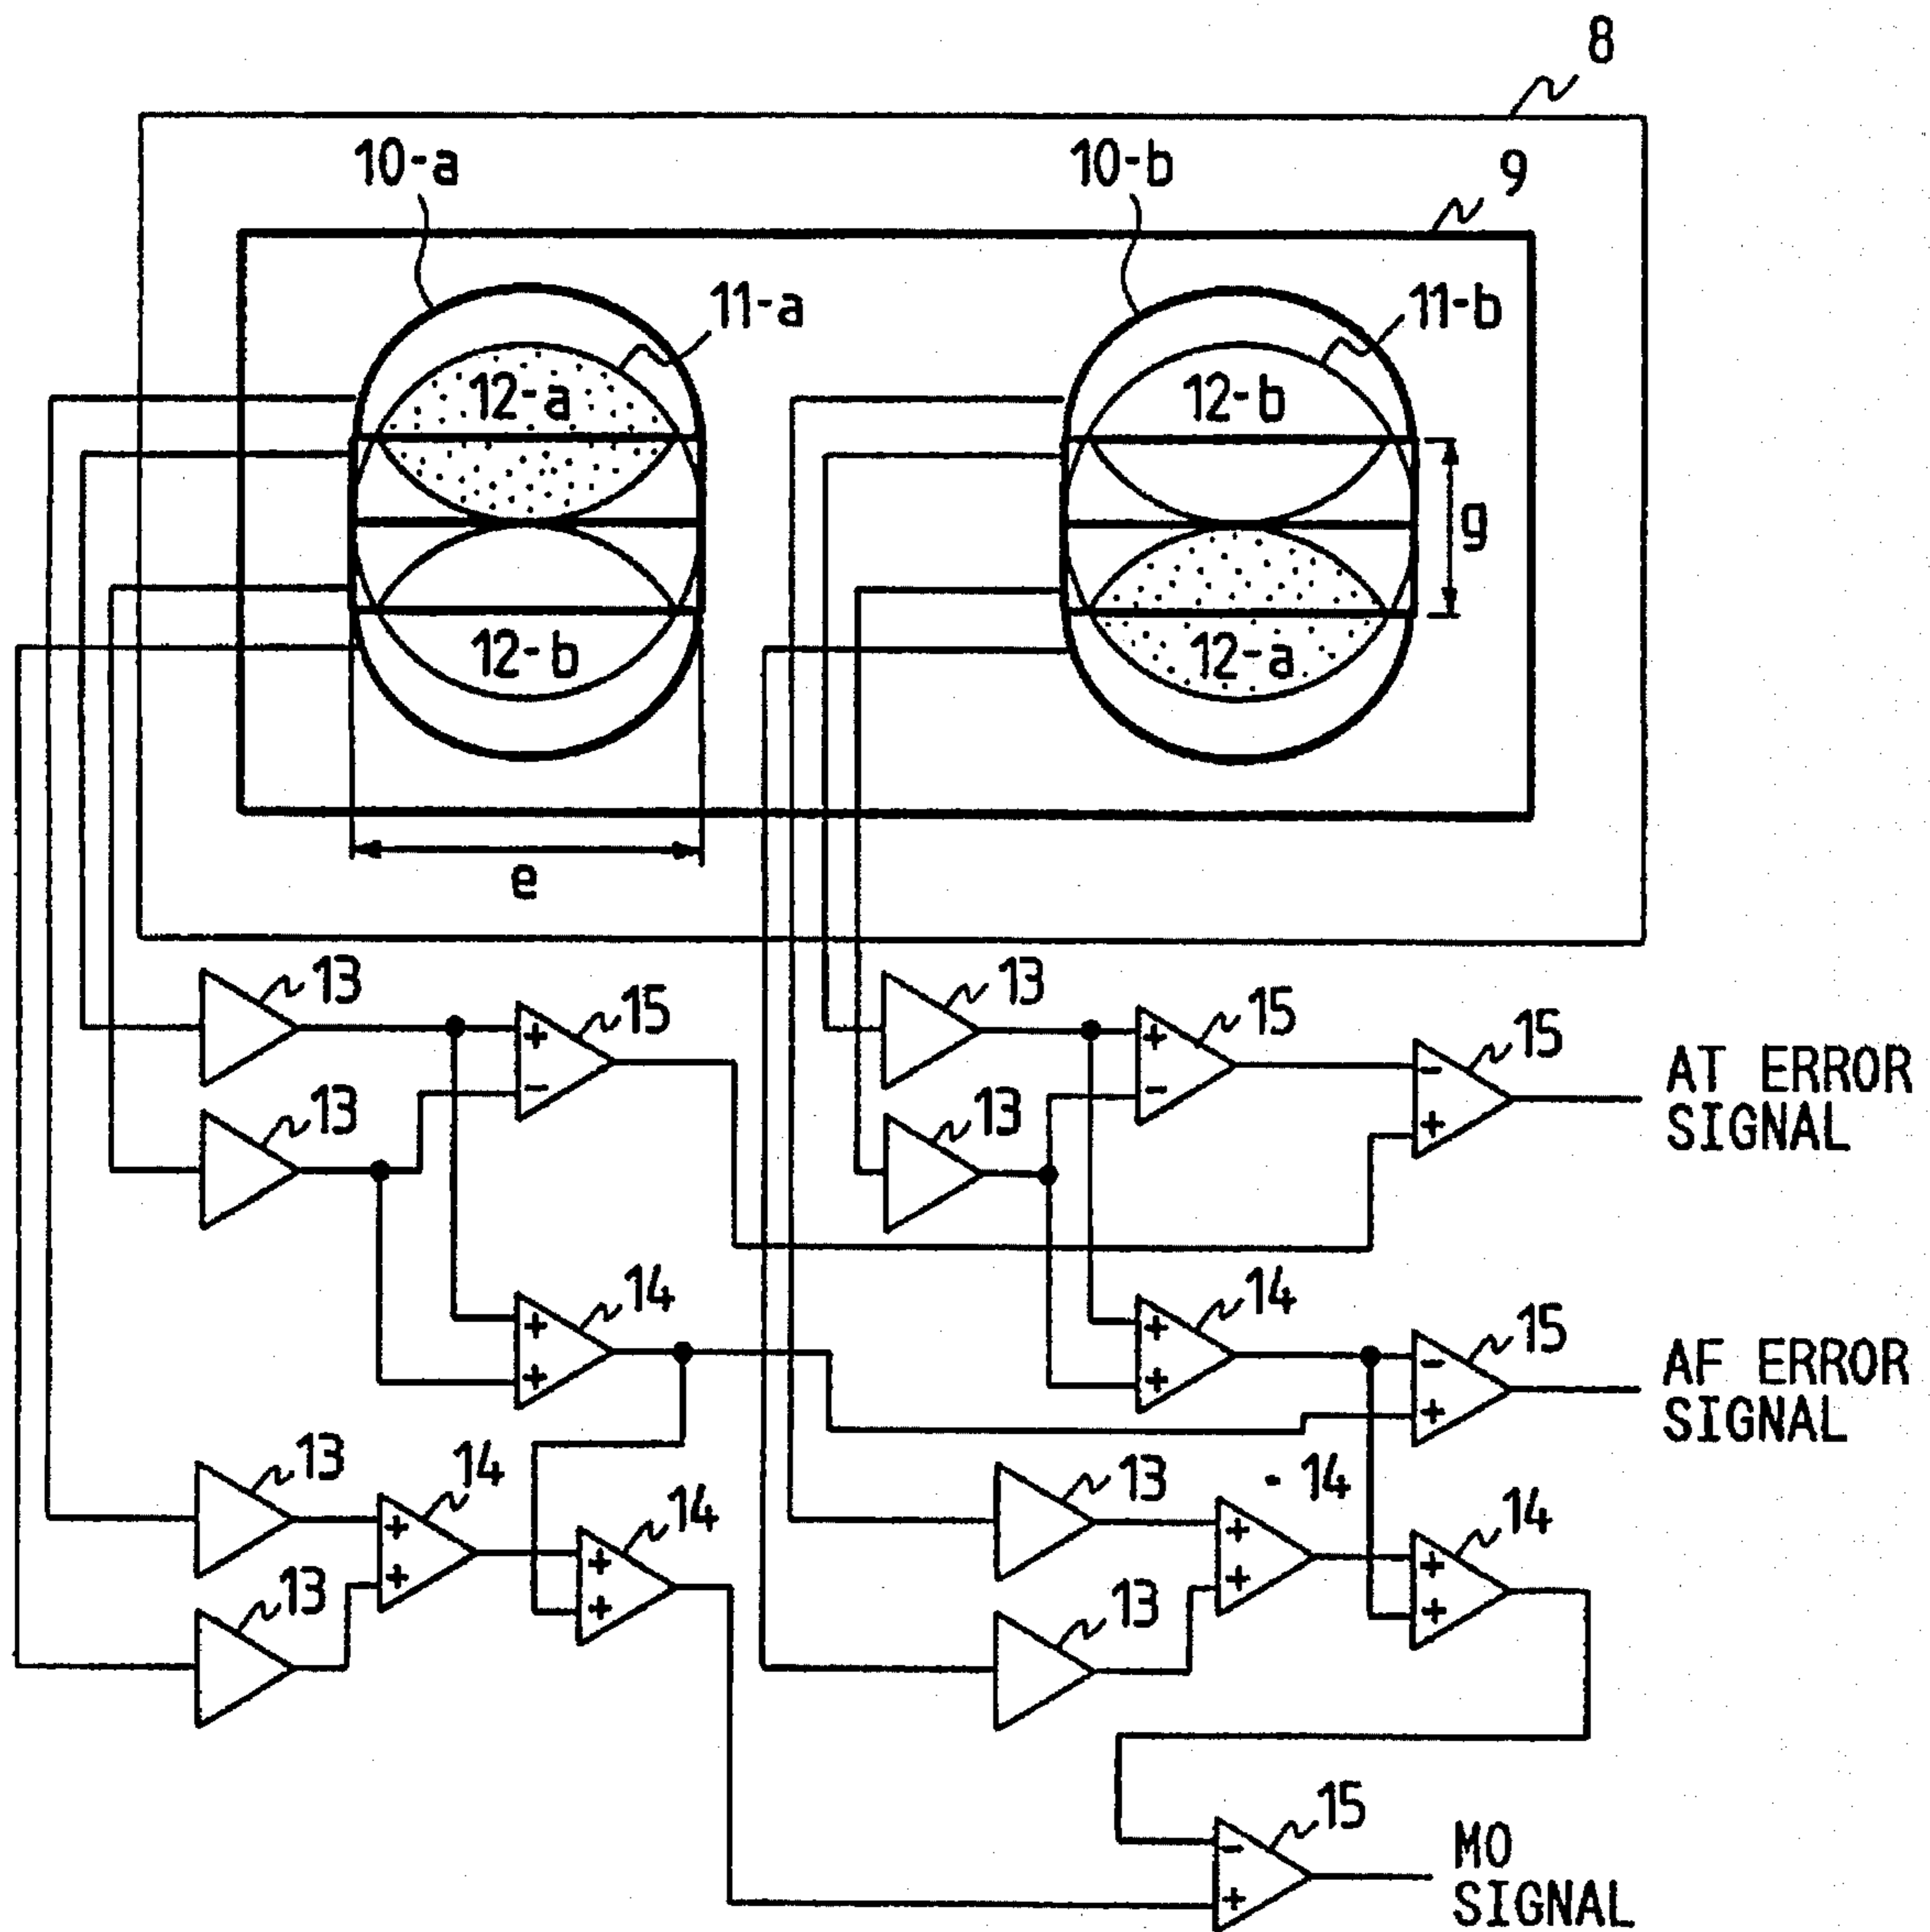 8
10-a
10-b
9
11-a
11-b
12-a
12-b
g
12-b
12-a
e
13
15
13
15
15
AT ERROR
SIGNAL
13
13
14
14
15
AF ERROR
SIGNAL
13
14
14
13
14
14
13
13
15
MO
SIGNAL
+
-
+
-
-
+
+
+
+
+
-
+
+
+
+
+
+
+
+
+
-
+